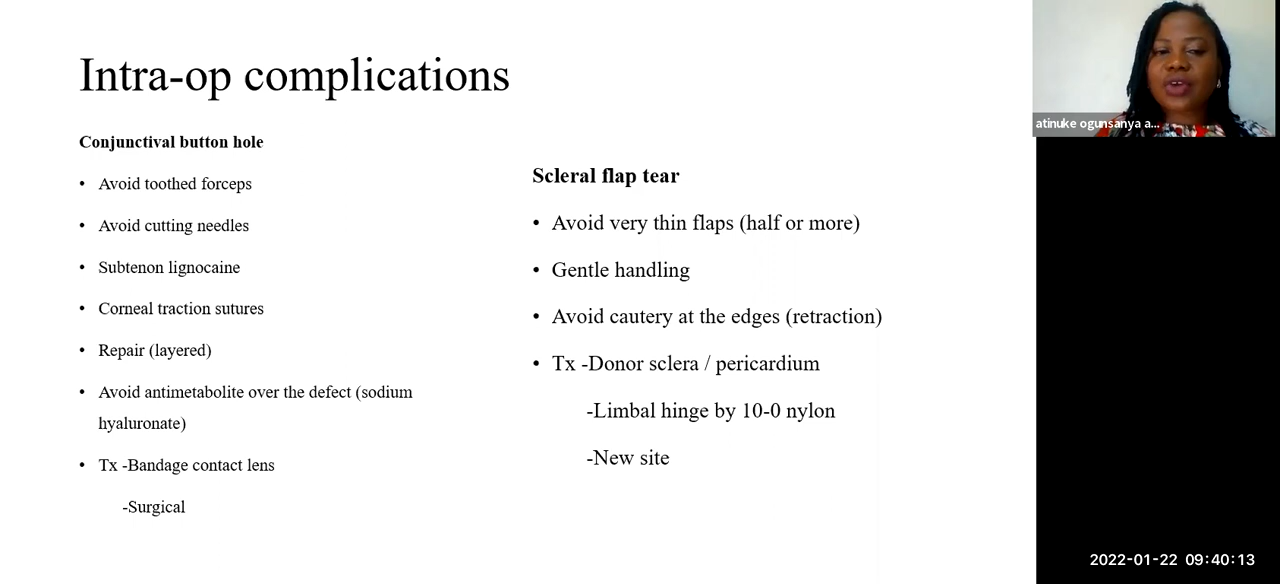 Intra-op complications
Conjunctival button hole
• Avoid toothed forceps
• Avoid cutting needles
• Subtenon lignocaine
• Corneal traction sutures
• Repair (layered)
• Avoid antimetabolite over the defect (sodium
hyaluronate)
• Tx -Bandage contact lens
-Surgical
Scleral flap tear
• Avoid very thin flaps (half or more)
• Gentle handling
• Avoid cautery at the edges (retraction)
• Tx -Donor sclera / pericardium
-Limbal hinge by 10-0 nylon
-New site
atinuke ogunsanya a...
2022-01-22 09:40:13